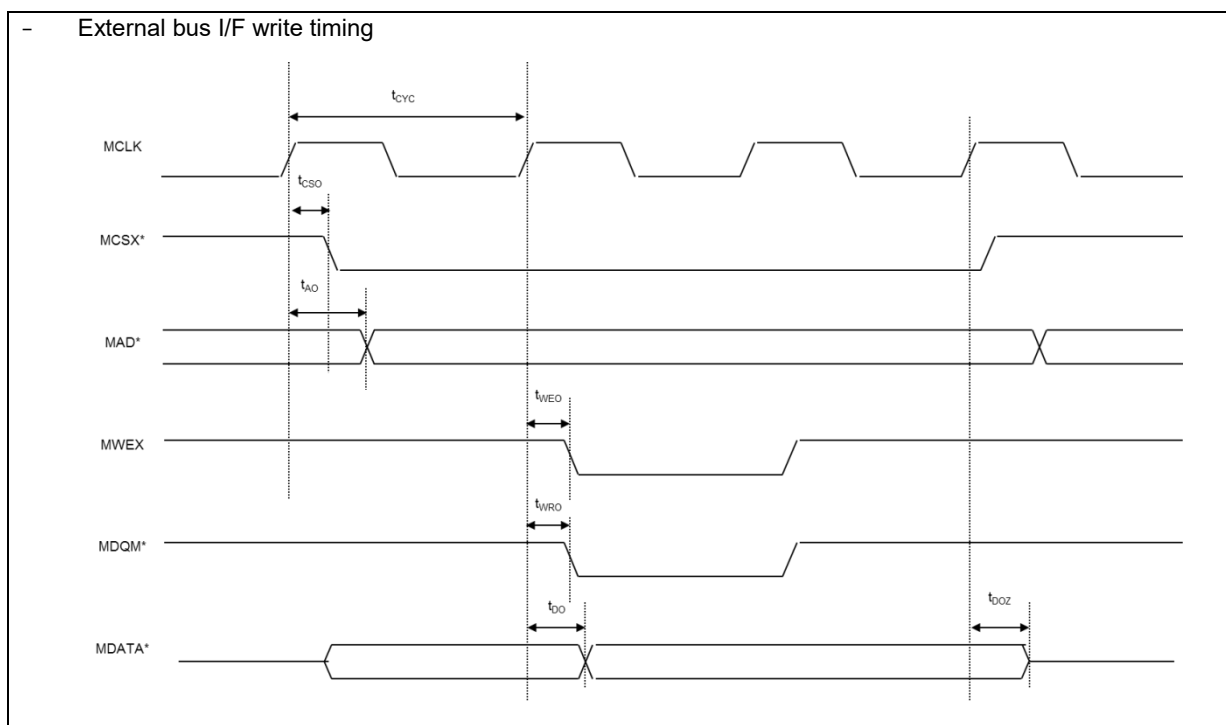 – External bus I/F write timing
tCYC
MCLK
tCSO
MCSX*
tAO
MAD*
tWEO
MWEX
tWRO
MDQM*
tDO
tDOZ
MDATA*